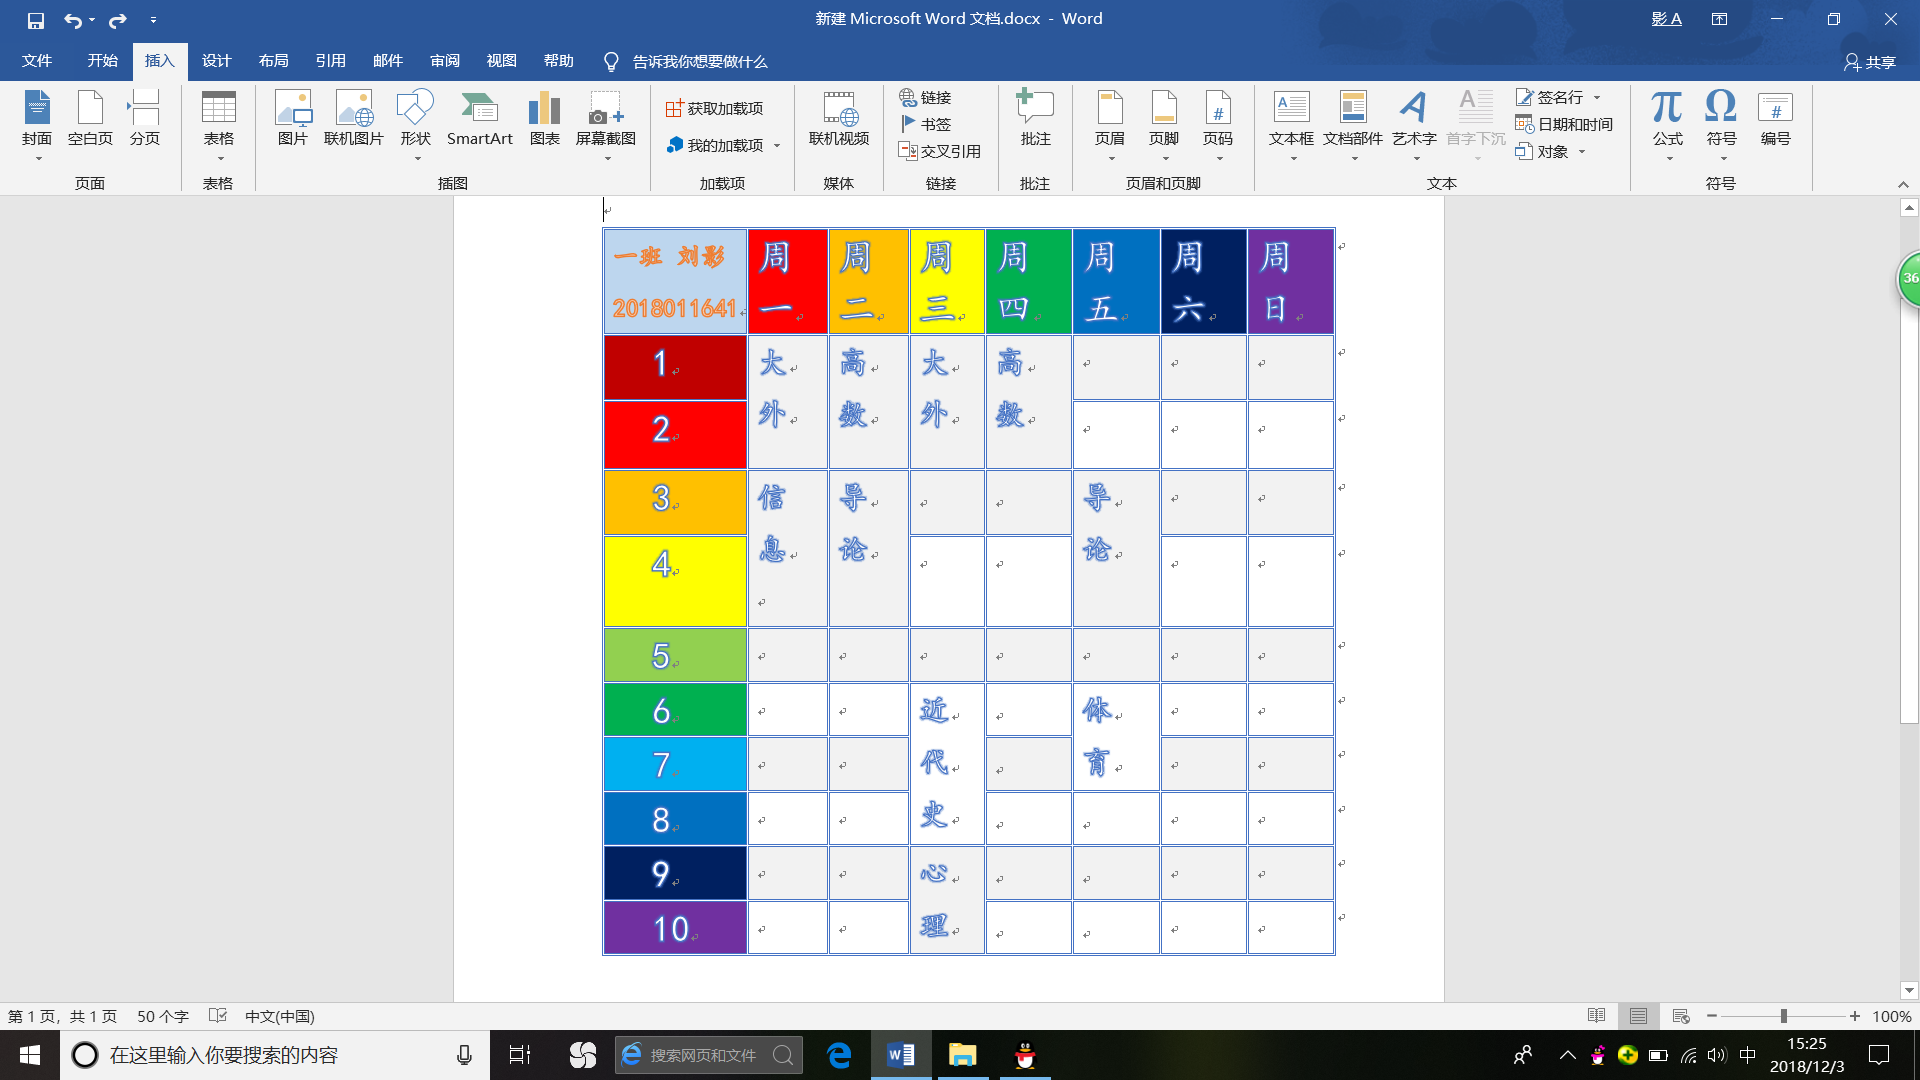 新建 Microsoft Word 文档.docx - Word
影 A
文件 开始 插入 设计 布局 引用 邮件 审阅 视图 帮助 告诉我你想要做什么
共享
封面 空白页 分页 表格 图片 联机图片 形状 SmartArt 图表 屏幕截图
获取加载项
我的加载项
联机视频
链接
书签
交叉引用
批注 页眉 页脚 页码
文本框 文档部件 艺术字 首字下沉
签名行
日期和时间
对象
公式 符号 编号
页面 表格 插图 加载项 媒体 链接 批注 页眉和页脚 文本 符号
36
一班 刘影
2018011641
周一 周二 周三 周四 周五 周六 周日
1 大外 高数 大外 高数
2
3 信息 导论 导论
4
5
6 近代史 体育
7
8
9 心理
10
第 1 页，共 1 页 50 个字 中文(中国)
100%
在这里输入你要搜索的内容
搜索网页和文件
中
15:25
2018/12/3